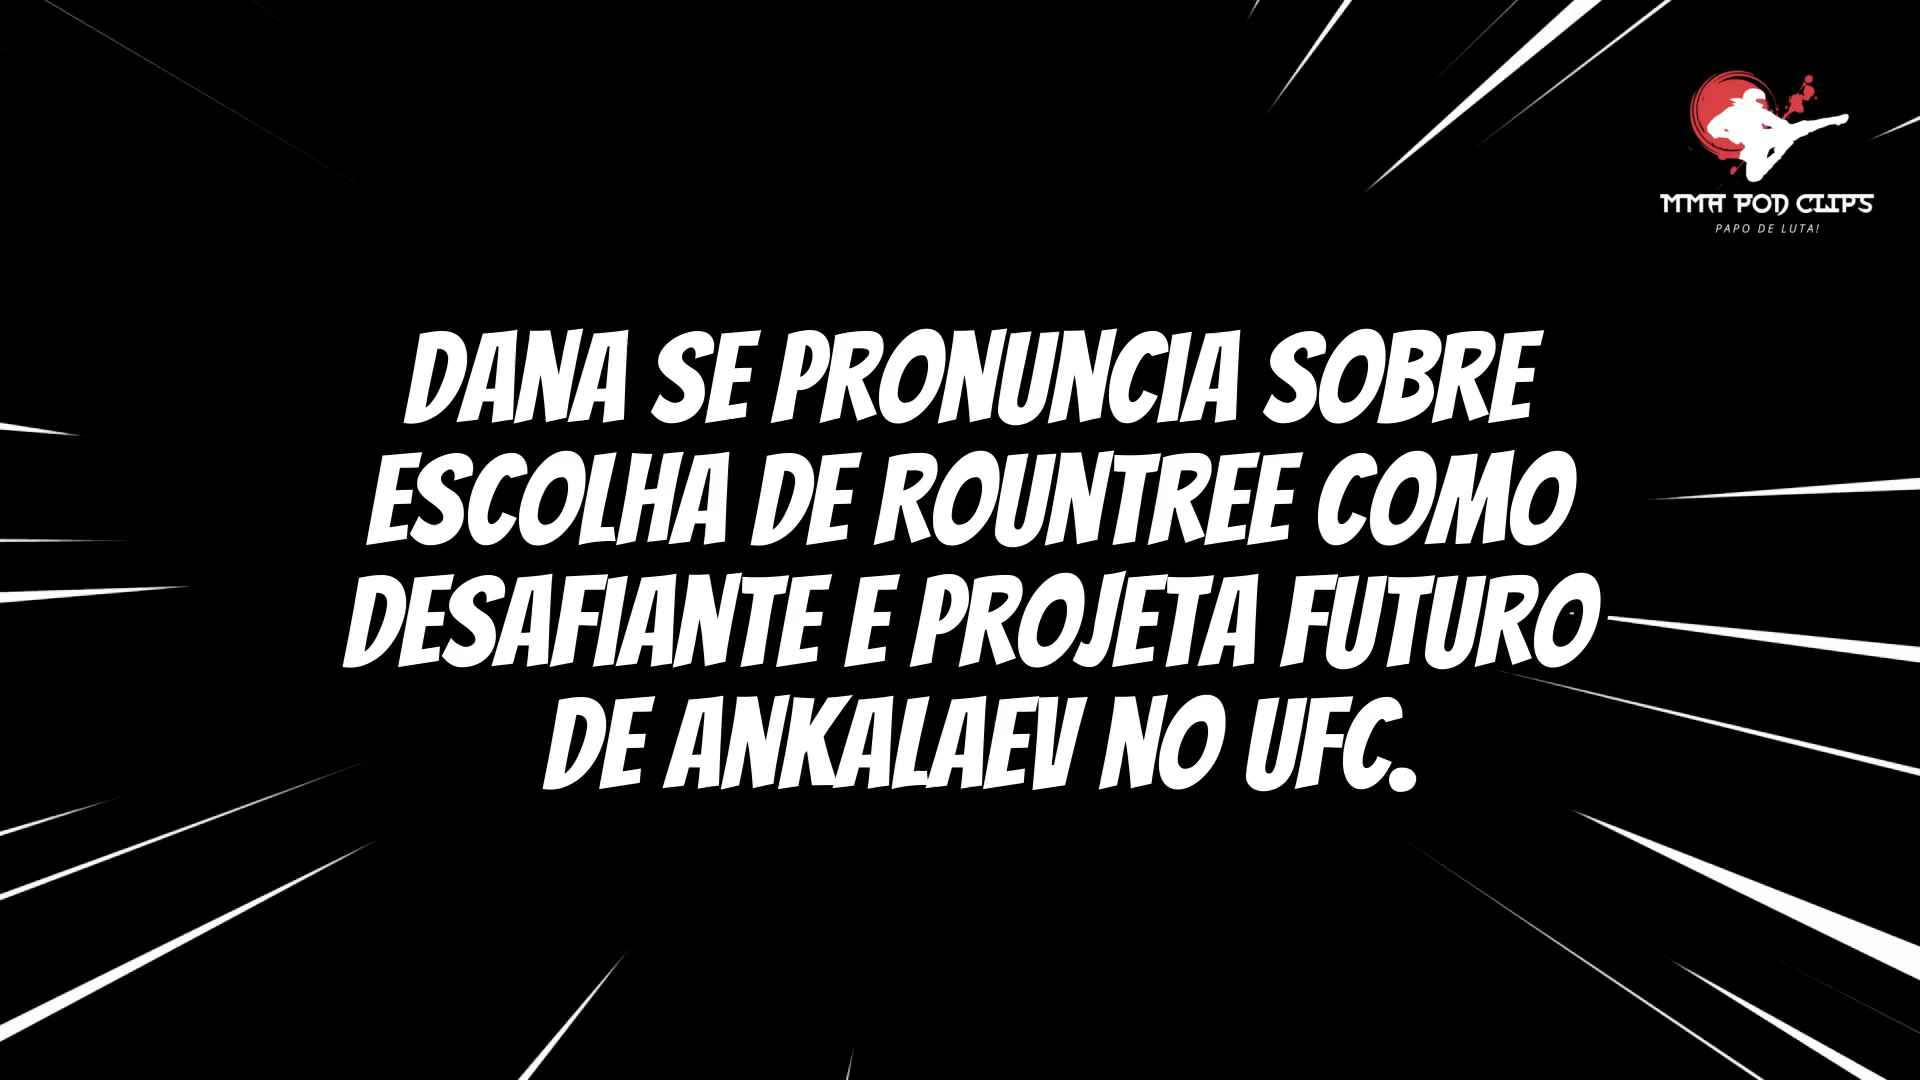 MMA POD CLIPS
PAPO DE LUTA!
DANA SE PRONUNCIA SOBRE
ESCOLHA DE ROUNTREE COMO
DESAFIANTE E PROJETA FUTURO
DE ANKALAEV NO UFC.